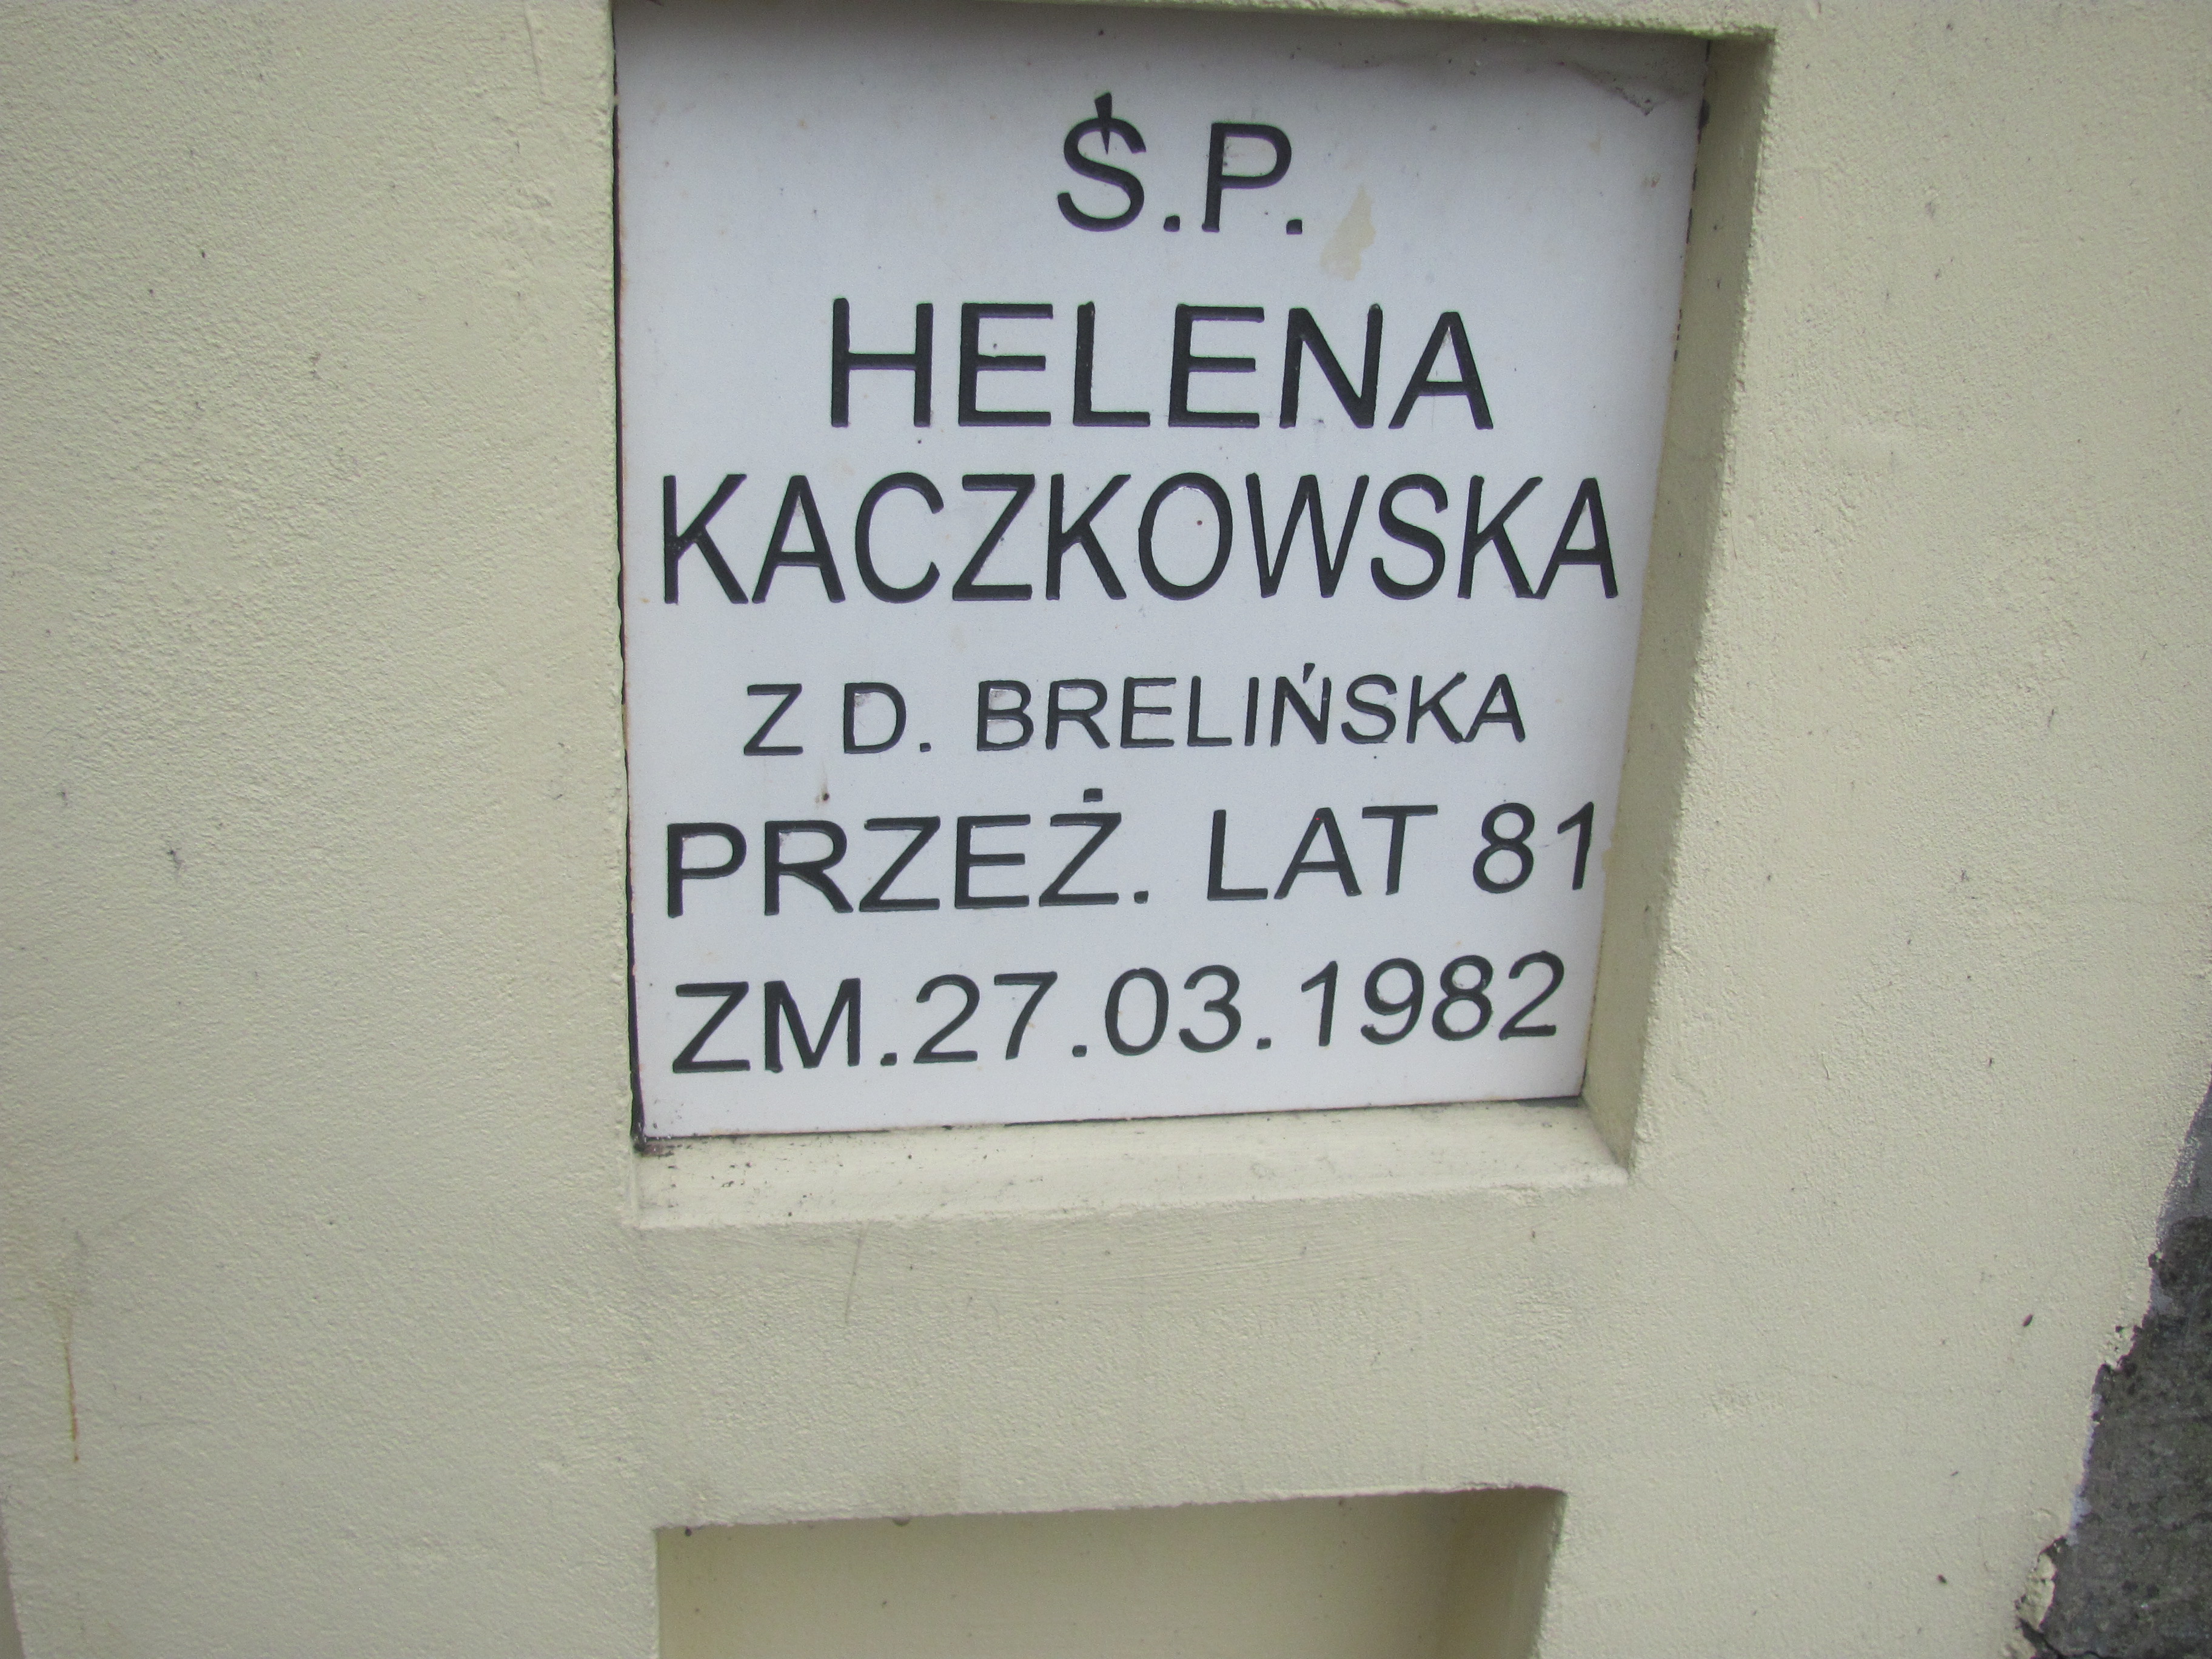 Ś.P.
HELENA
KACZKOWSKA
Z D. BRELIŃSKA
PRZEŻ. LAT 81
ZM.27.03.1982